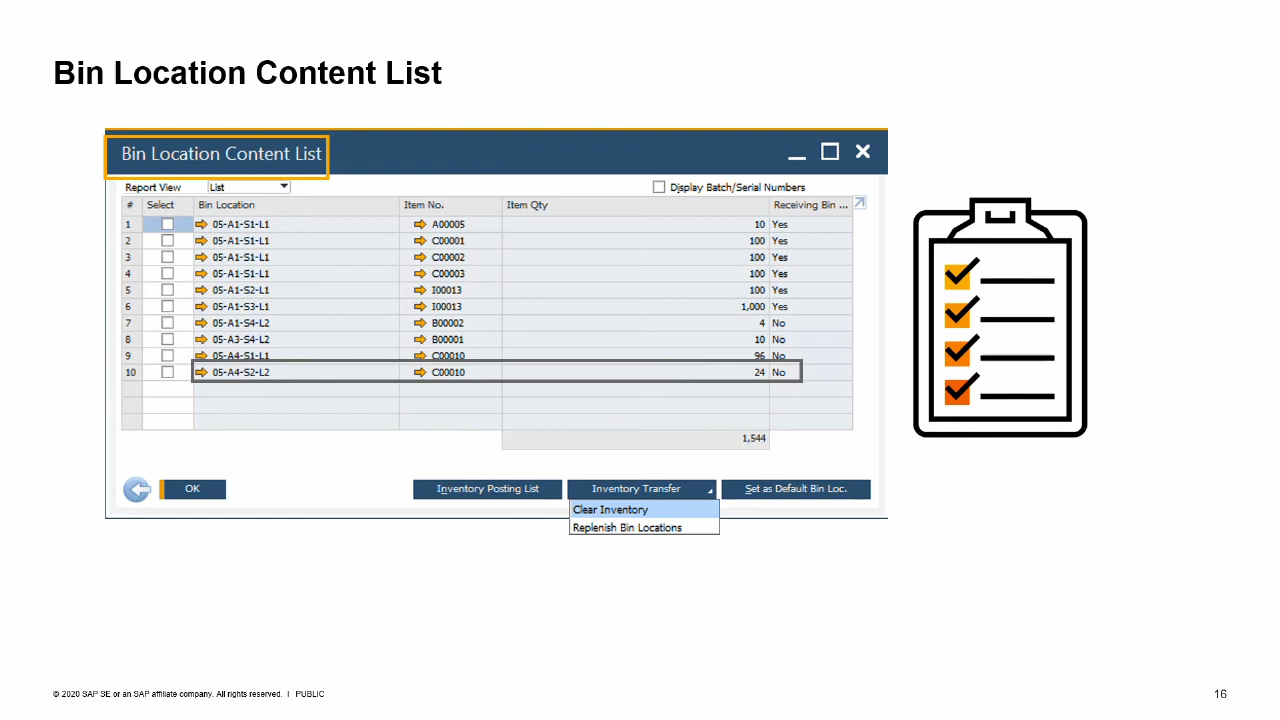 Bin Location Content List
Bin Location Content List
Report View List Display Batch/Serial Numbers
# Select Bin Location Item No. Item Qty Receiving Bin ...
1 05-A1-S1-L1 A00005 10 Yes
2 05-A1-S1-L1 C00001 100 Yes
3 05-A1-S1-L1 C00002 100 Yes
4 05-A1-S1-L1 C00003 100 Yes
5 05-A1-S2-L1 I00013 100 Yes
6 05-A1-S3-L1 I00013 1,000 Yes
7 05-A1-S4-L2 B00002 4 No
8 05-A3-S4-L2 B00001 10 No
9 05-A4-S1-L1 C00010 96 No
10 05-A4-S2-L2 C00010 24 No
1,544
OK Inventory Posting List Inventory Transfer Set as Default Bin Loc.
Clear Inventory
Replenish Bin Locations
© 2020 SAP SE or an SAP affiliate company. All rights reserved. I PUBLIC 16